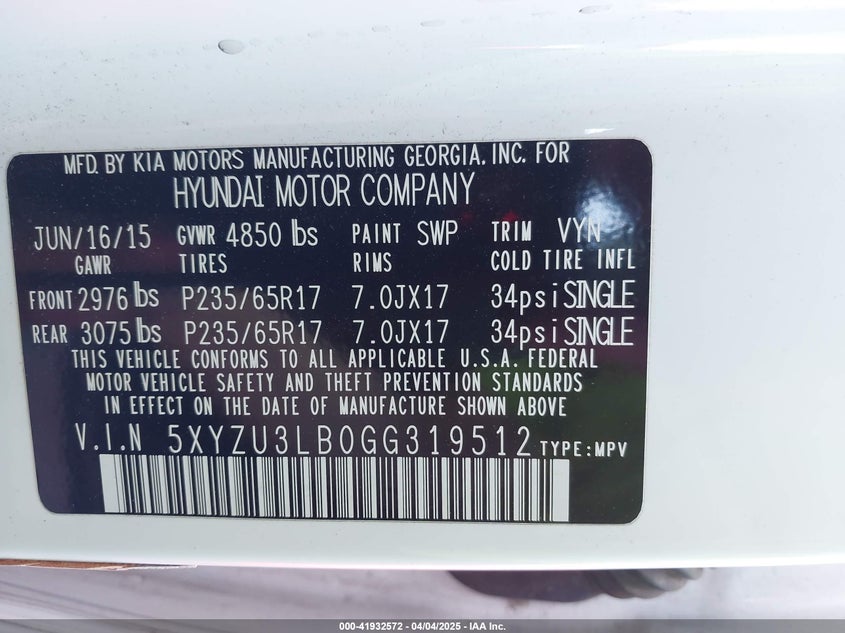 MFD. BY KIA MOTORS MANUFACTURING GEORGIA, INC. FOR
HYUNDAI MOTOR COMPANY
JUN/16/15 GVWR 4850 lbs PAINT SWP TRIM VYN
GAWR TIRES RIMS COLD TIRE INFL
FRONT 2976 lbs P235/65R17 7.0JX17 34psi SINGLE
REAR 3075 lbs P235/65R17 7.0JX17 34psi SINGLE
THIS VEHICLE CONFORMS TO ALL APPLICABLE U.S.A. FEDERAL
MOTOR VEHICLE SAFETY AND THEFT PREVENTION STANDARDS
IN EFFECT ON THE DATE OF MANUFACTURE SHOWN ABOVE
V.I.N 5XYZU3LB0GG319512 TYPE:MPV
000-41932572 - 04/04/2025 - IAA Inc.